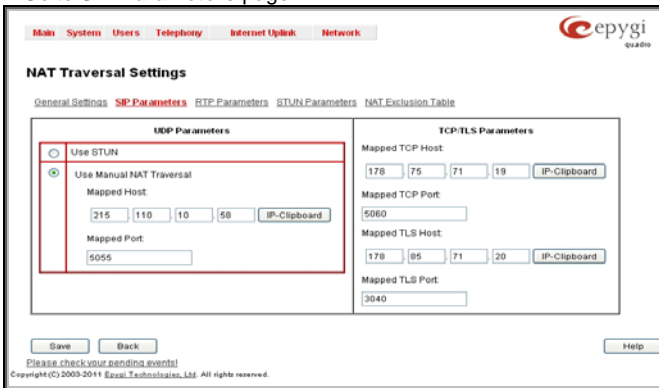 Main System Users Telephony Internet Uplink Network
epygi
quadro
NAT Traversal Settings
General Settings SIP Parameters RTP Parameters STUN Parameters NAT Exclusion Table
UDP Parameters
Use STUN
Use Manual NAT Traversal
Mapped Host:
215 . 110 . 10 . 58 IP-Clipboard
Mapped Port:
5055
TCP/TLS Parameters
Mapped TCP Host:
178 . 75 . 71 . 19 IP-Clipboard
Mapped TCP Port:
5060
Mapped TLS Host:
178 . 85 . 71 . 20 IP-Clipboard
Mapped TLS Port:
3040
Save Back Help
Please check your pending events!
Copyright (C) 2003-2011 Epygi Technologies, Ltd. All rights reserved.